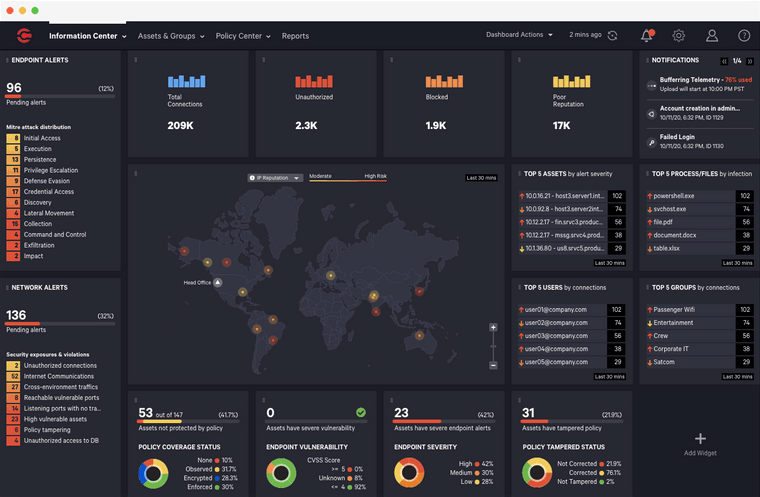 Information Center
Assets & Groups
Policy Center
Reports
Dashboard Actions
2 mins ago
ENDPOINT ALERTS
96
(12%)
Pending alerts
Mitre attack distribution
8 Initial Access
5 Execution
13 Persistence
11 Privilege Escalation
9 Defense Evasion
17 Credential Access
6 Discovery
4 Lateral Movement
16 Collection
4 Command and Control
2 Exfiltration
2 Impact
NETWORK ALERTS
136
(32%)
Pending alerts
Security exposures & violations
2 Unauthorized connections
62 Internet Communications
27 Cross-environment traffics
8 Reachable vulnerable ports
14 Listening ports with no tra...
23 High vulnerable assets
6 Policy tampering
4 Unauthorized access to DB
Total
Connections
209K
Unauthorized
2.3K
Blocked
1.9K
Poor
Reputation
17K
NOTIFICATIONS
1/4
Bufferring Telemetry - 76% used
Upload will start at 10:00 PM PST
Account creation in admin...
10/11/20, 6:32 PM, ID 1129
Failed Login
10/11/20, 6:32 PM, ID 1130
IP Reputation
Moderate
High Risk
Last 30 mins
Head Office
TOP 5 ASSETS by alert severity
10.0.16.21 - host3.server1.int... 102
10.0.92.8 - host3.server2int... 74
10.12.2.17 - fin.srvc3.produc... 56
10.12.2.17 - mssg.srvc4.prod... 38
10.1.36.80 - us8.srvc5.produ... 29
Last 30 mins
TOP 5 PROCESS/FILES by infection
powershell.exe 102
svchost.exe 74
file.pdf 56
document.docx 38
table.xlsx 29
Last 30 mins
TOP 5 USERS by connections
user01@company.com 102
user02@company.com 74
user03@company.com 56
user04@company.com 38
user05@company.com 29
Last 30 mins
TOP 5 GROUPS by connections
Passenger Wifi 102
Entertainment 74
Crew 56
Corporate IT 38
Satcom 29
Last 30 mins
53 out of 147
(41.7%)
Assets not protected by policy
POLICY COVERAGE STATUS
None 10%
Observed 31.7%
Encrypted 28.3%
Enforced 30%
0
Assets have severe vulnerability
ENDPOINT VULNERABILITY
CVSS Score
>= 5 0%
Unknown 8%
<= 4 92%
23
(42%)
Assets have severe endpoint alerts
ENDPOINT SEVERITY
High 42%
Medium 30%
Low 28%
31
(21.9%)
Assets have tampered policy
POLICY TAMPERED STATUS
Not Corrected 21.9%
Corrected 76.1%
Not Tampered 2%
Add Widget